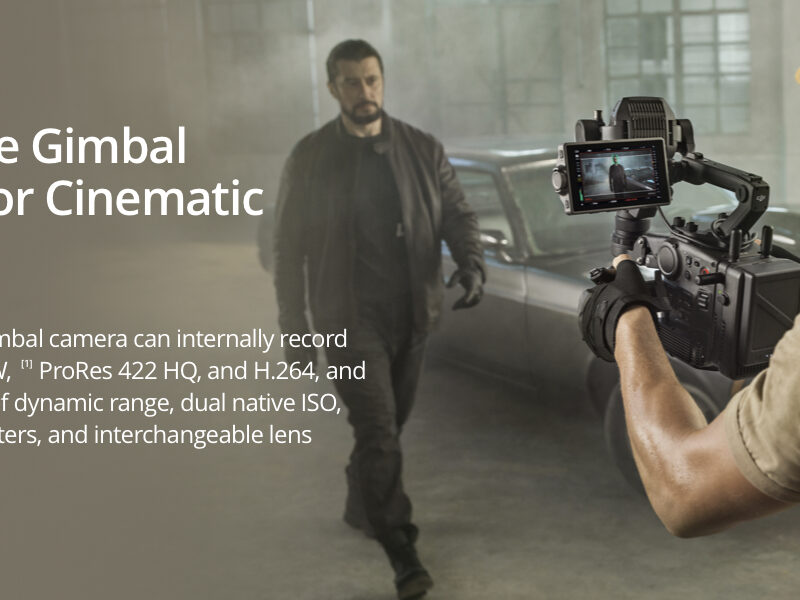 e Gimbal
or Cinematic
mbal camera can internally record
W, [1] ProRes 422 HQ, and H.264, and
f dynamic range, dual native ISO,
ters, and interchangeable lens